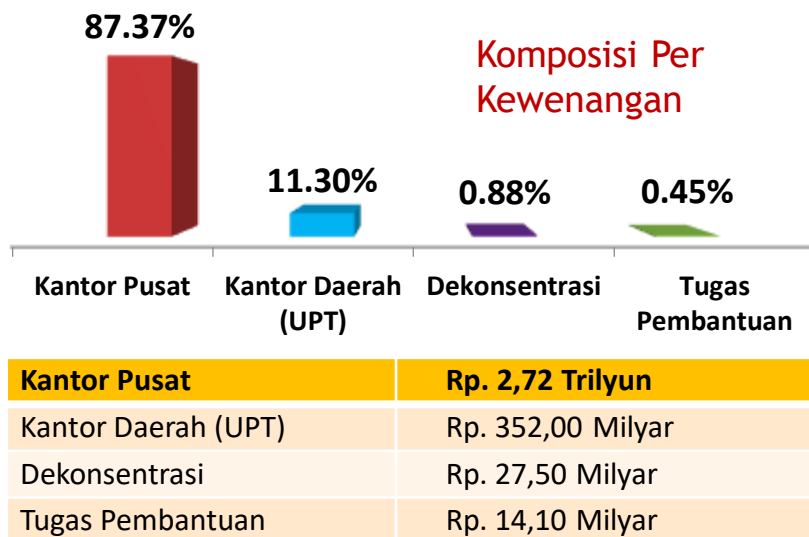 87.37%
Komposisi Per
Kewenangan
11.30%
0.88%
0.45%
Kantor Pusat
Kantor Daerah
(UPT)
Dekonsentrasi
Tugas
Pembantuan
Kantor Pusat Rp. 2,72 Trilyun
Kantor Daerah (UPT) Rp. 352,00 Milyar
Dekonsentrasi Rp. 27,50 Milyar
Tugas Pembantuan Rp. 14,10 Milyar